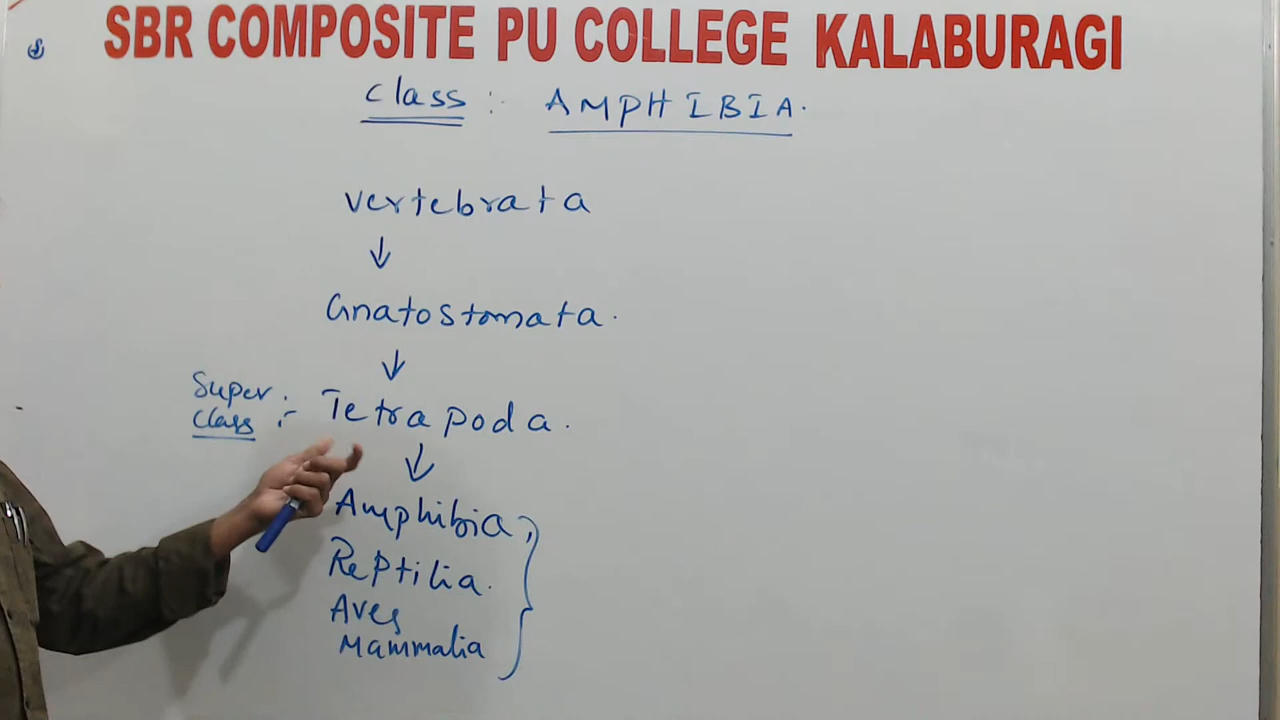 SBR COMPOSITE PU COLLEGE KALABURAGI
Class :- AMPHIBIA.
Vertebrata
↓
Gnatostomata.
↓
Super Class :- Tetrapoda.
↓
Amphibia,
Reptilia.
Aves
Mammalia